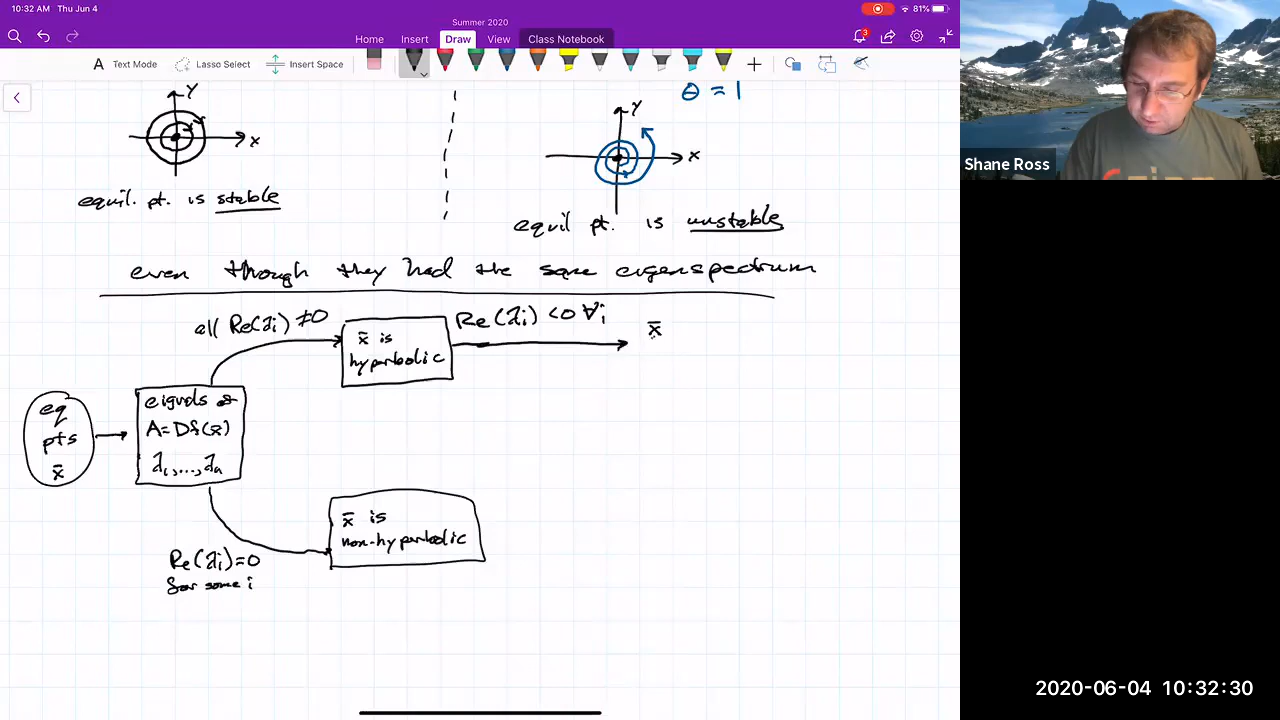 10:32 AM Thu Jun 4
81%
Summer 2020
Home Insert Draw View Class Notebook
3
A Text Mode Lasso Select Insert Space
θ̇ = 1
y
x
y
x
equil. pt. is stable
equil pt. is unstable
even though they had the same eigenspectrum
all Re(λi) ≠0
x̄ is
hyperbolic
Re(λi) <0 ∀i
x̄
eq
pts
x̄
eigvals of
A=Df(x̄)
λ1,...,λn
x̄ is
non-hyperbolic
Re(λi)=0
for some i
Shane Ross
2020-06-04 10:32:30